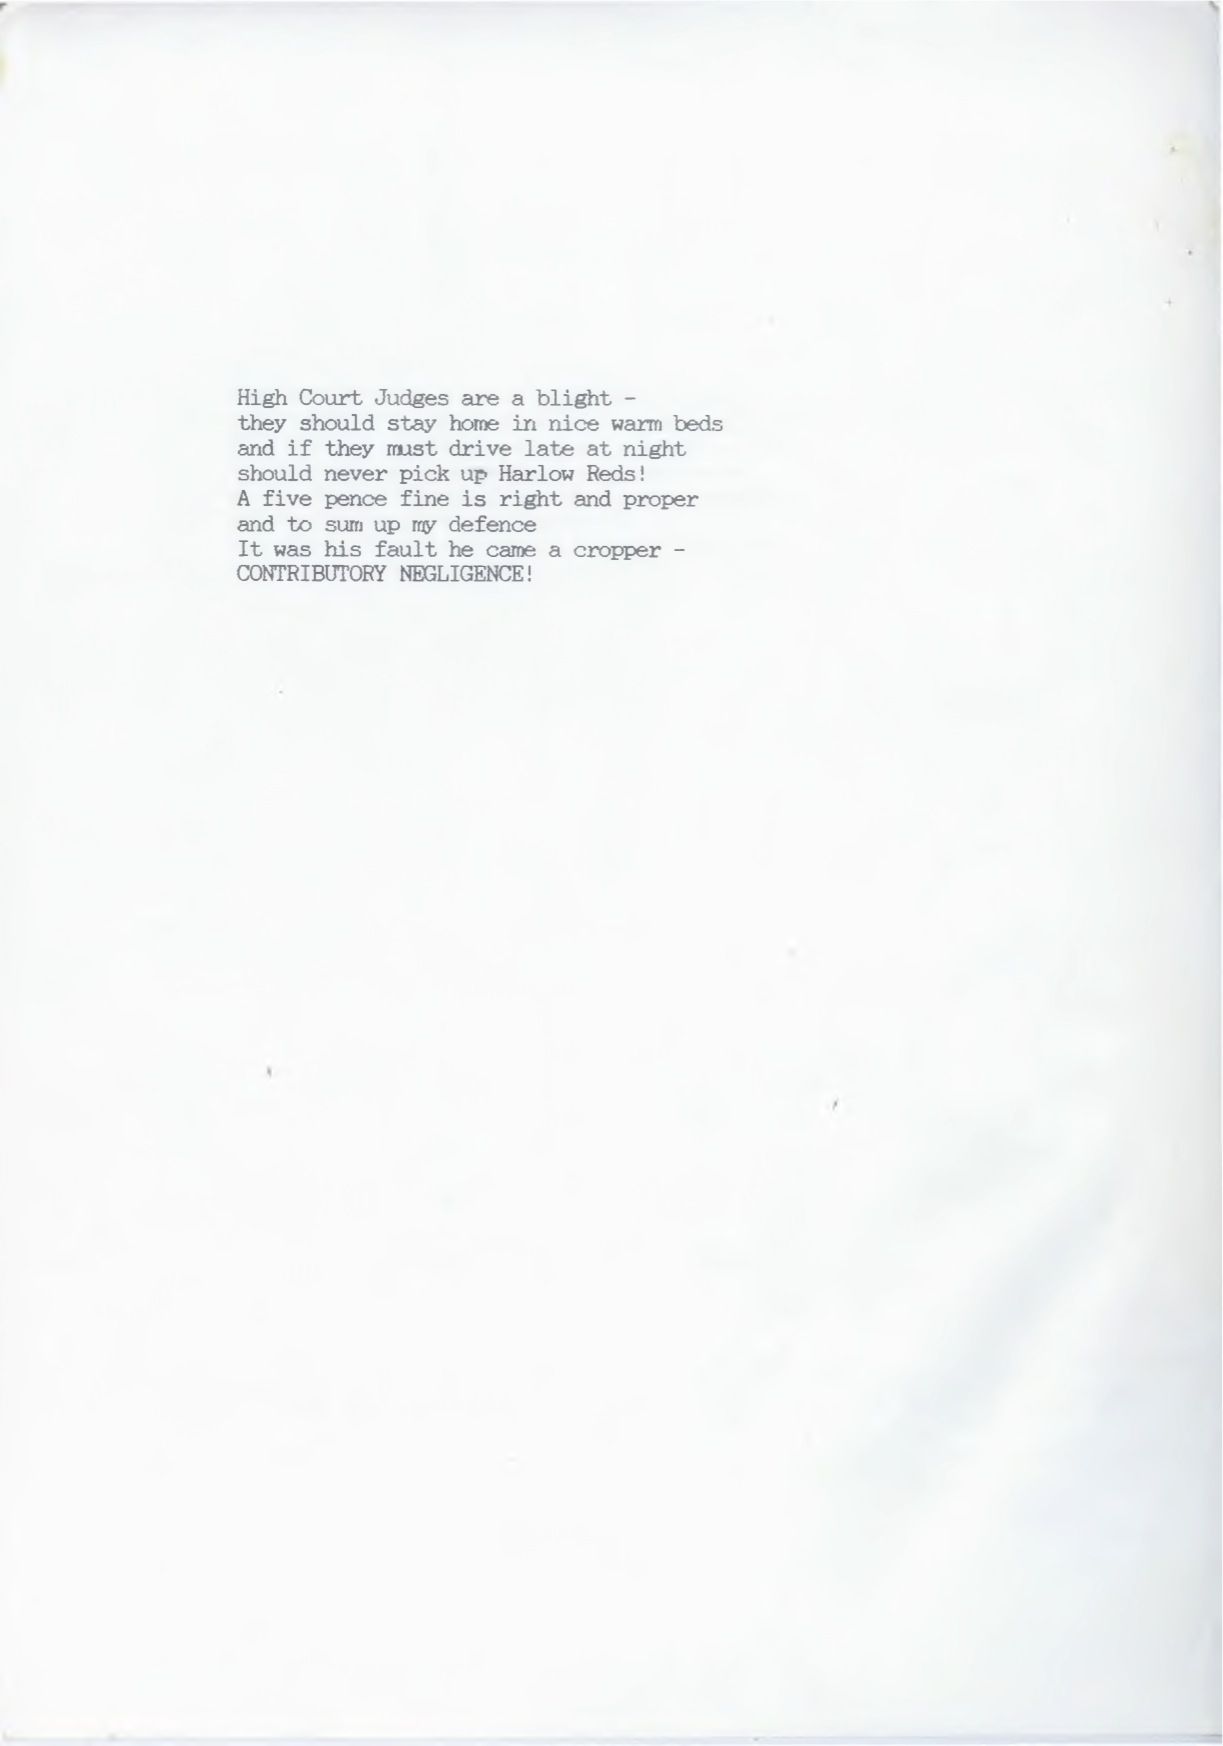 High Court Judges are a blight -
they should stay home in nice warm beds
and if they must drive late at night
should never pick up Harlow Reds!
A five pence fine is right and proper
and to sum up my defence
It was his fault he came a cropper -
CONTRIBUTORY NEGLIGENCE!